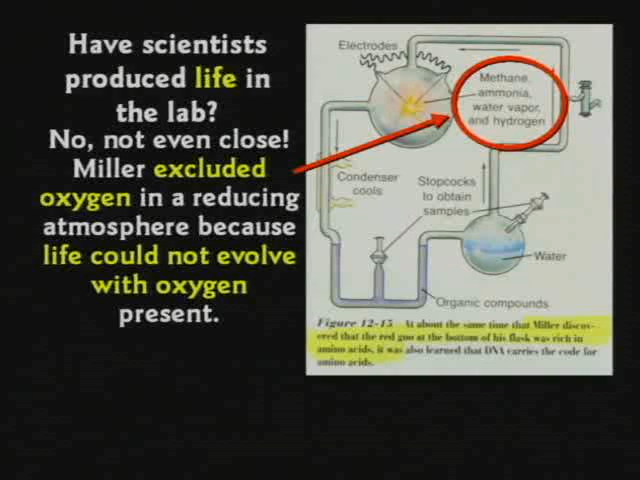 Have scientists
produced life in
the lab?
No, not even close!
Miller excluded
oxygen in a reducing
atmosphere because
life could not evolve
with oxygen
present.
Electrodes
Methane,
ammonia,
water vapor,
and hydrogen
Condenser
cools
Stopcocks
to obtain
samples
Water
Organic compounds
Figure 12-15 At about the same time that Miller discov-
ered that the red goo at the bottom of his flask was rich in
amino acids, it was also learned that DNA carries the code for
amino acids.